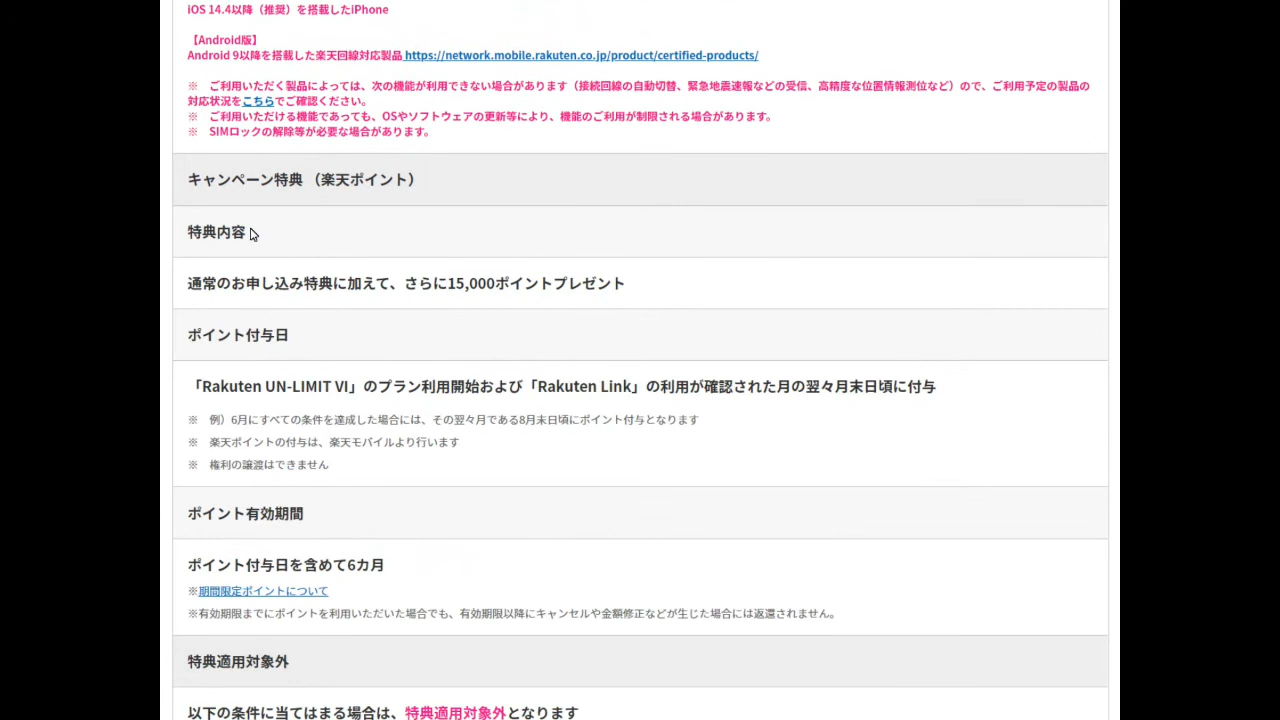 iOS 14.4以降（推奨）を搭載したiPhone
【Android版】
Android 9以降を搭載した楽天回線対応製品 https://network.mobile.rakuten.co.jp/product/certified-products/
※　ご利用いただく製品によっては、次の機能が利用できない場合があります（接続回線の自動切替、緊急地震速報などの受信、高精度な位置情報測位など）ので、ご利用予定の製品の
対応状況をこちらでご確認ください。
※　ご利用いただける機能であっても、OSやソフトウェアの更新等により、機能のご利用が制限される場合があります。
※　SIMロックの解除等が必要な場合があります。
キャンペーン特典 （楽天ポイント）
特典内容
通常のお申し込み特典に加えて、さらに15,000ポイントプレゼント
ポイント付与日
「Rakuten UN-LIMIT VI」のプラン利用開始および「Rakuten Link」の利用が確認された月の翌々月末日頃に付与
※　例）6月にすべての条件を達成した場合には、その翌々月である8月末日頃にポイント付与となります
※　楽天ポイントの付与は、楽天モバイルより行います
※　権利の譲渡はできません
ポイント有効期間
ポイント付与日を含めて6カ月
※期間限定ポイントについて
※有効期限までにポイントを利用いただいた場合でも、有効期限以降にキャンセルや金額修正などが生じた場合には返還されません。
特典適用対象外
以下の条件に当てはまる場合は、特典適用対象外となります